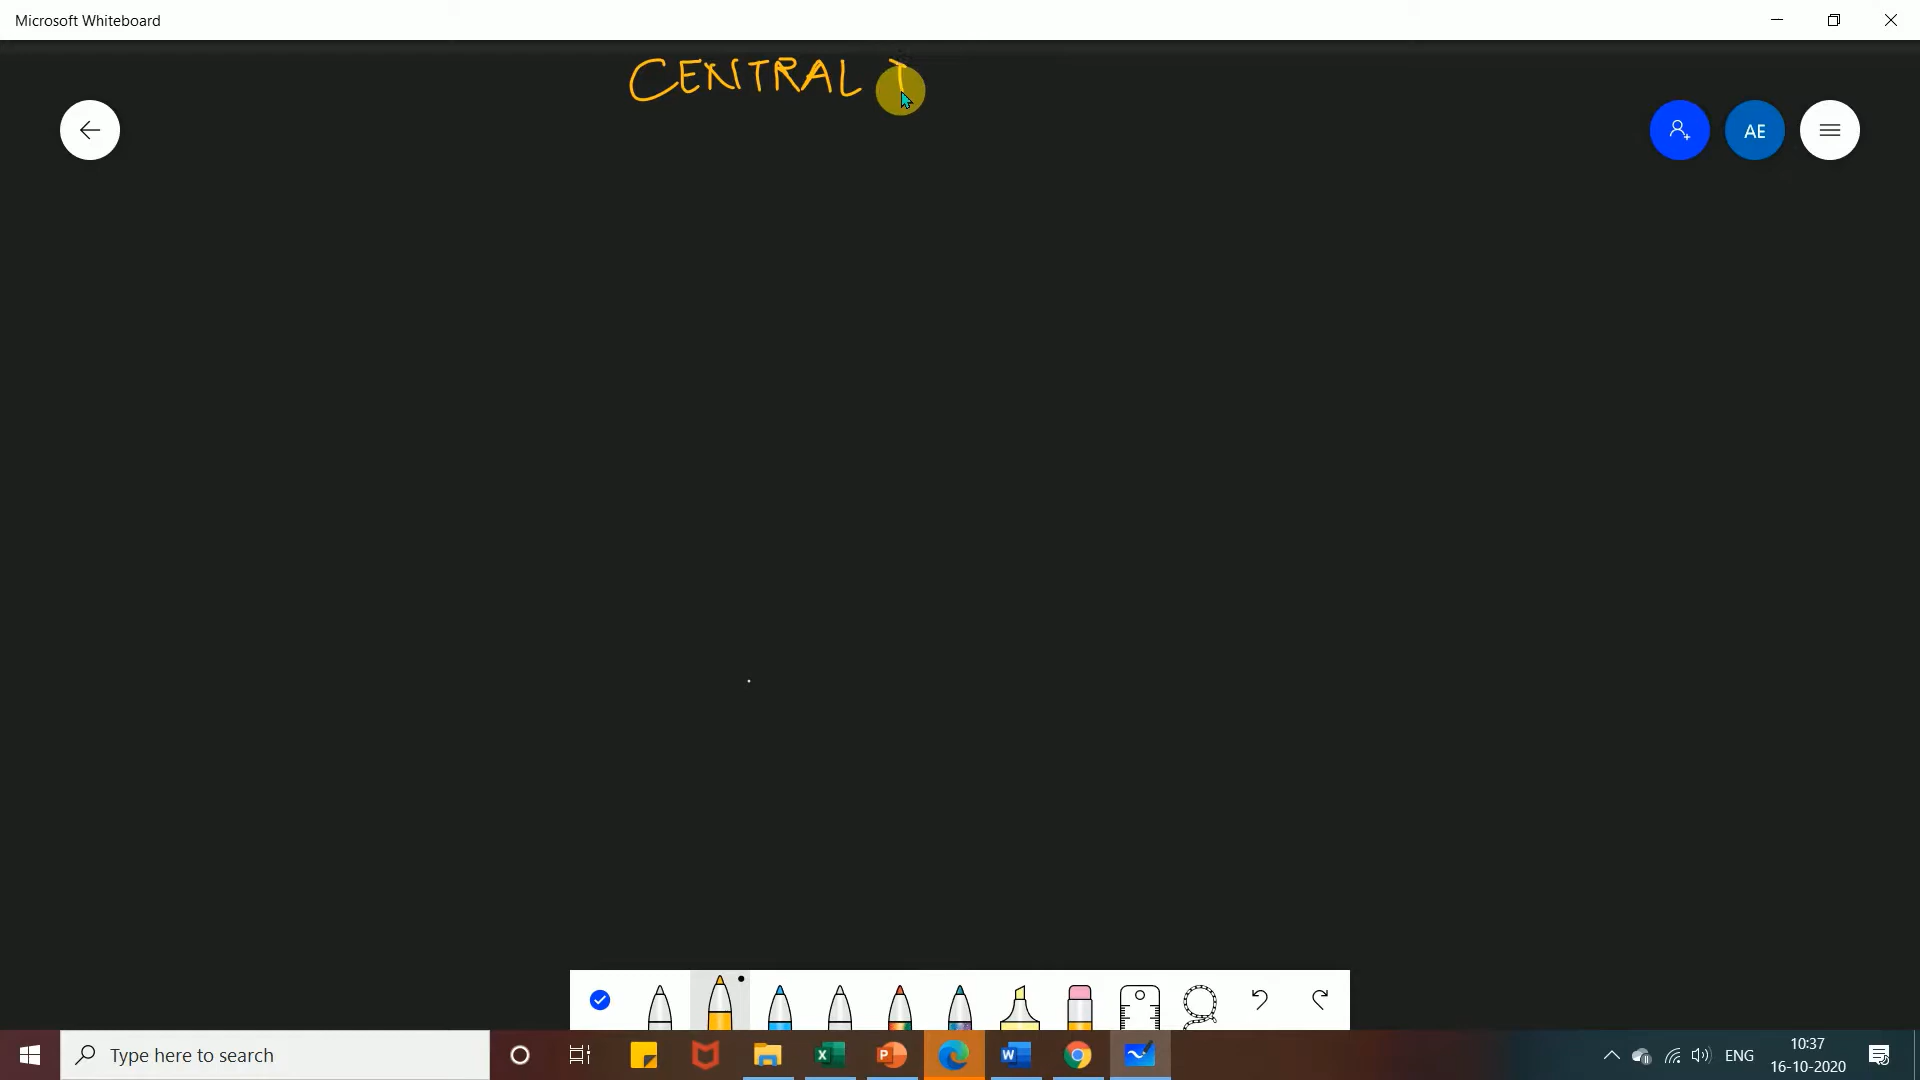 Microsoft Whiteboard
CENTRAL T
AE
Type here to search
ENG
10:37
16-10-2020